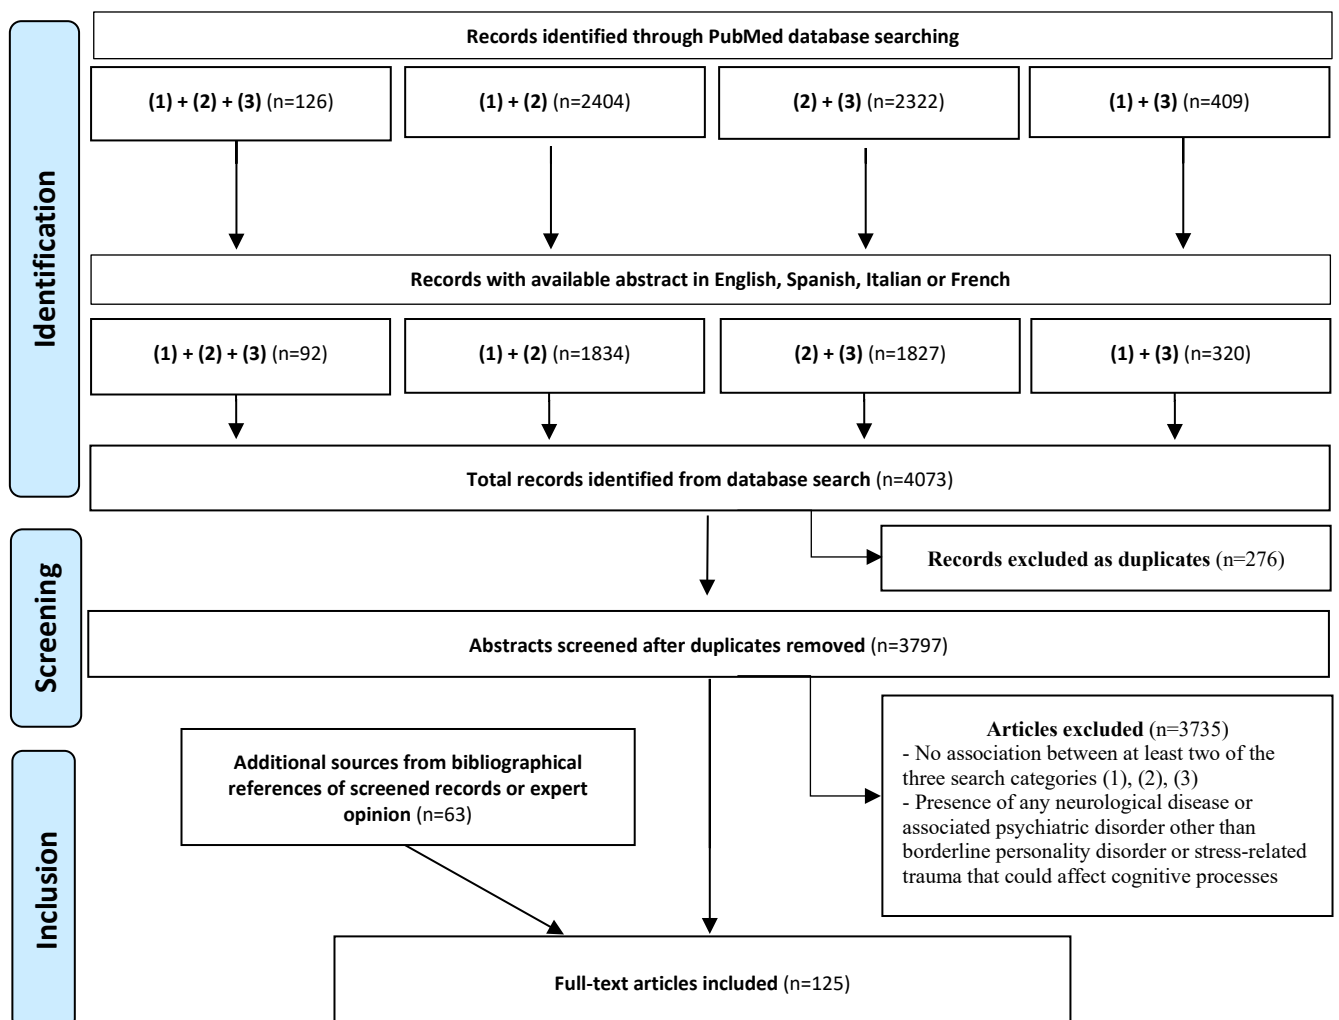 Identification
Records identified through PubMed database searching
(1) + (2) + (3) (n=126)
(1) + (2) (n=2404)
(2) + (3) (n=2322)
(1) + (3) (n=409)
Records with available abstract in English, Spanish, Italian or French
(1) + (2) + (3) (n=92)
(1) + (2) (n=1834)
(2) + (3) (n=1827)
(1) + (3) (n=320)
Total records identified from database search (n=4073)
Screening
Records excluded as duplicates (n=276)
Abstracts screened after duplicates removed (n=3797)
Articles excluded (n=3735)
- No association between at least two of the
three search categories (1), (2), (3)
- Presence of any neurological disease or
associated psychiatric disorder other than
borderline personality disorder or stress-related
trauma that could affect cognitive processes
Inclusion
Additional sources from bibliographical
references of screened records or expert
opinion (n=63)
Full-text articles included (n=125)